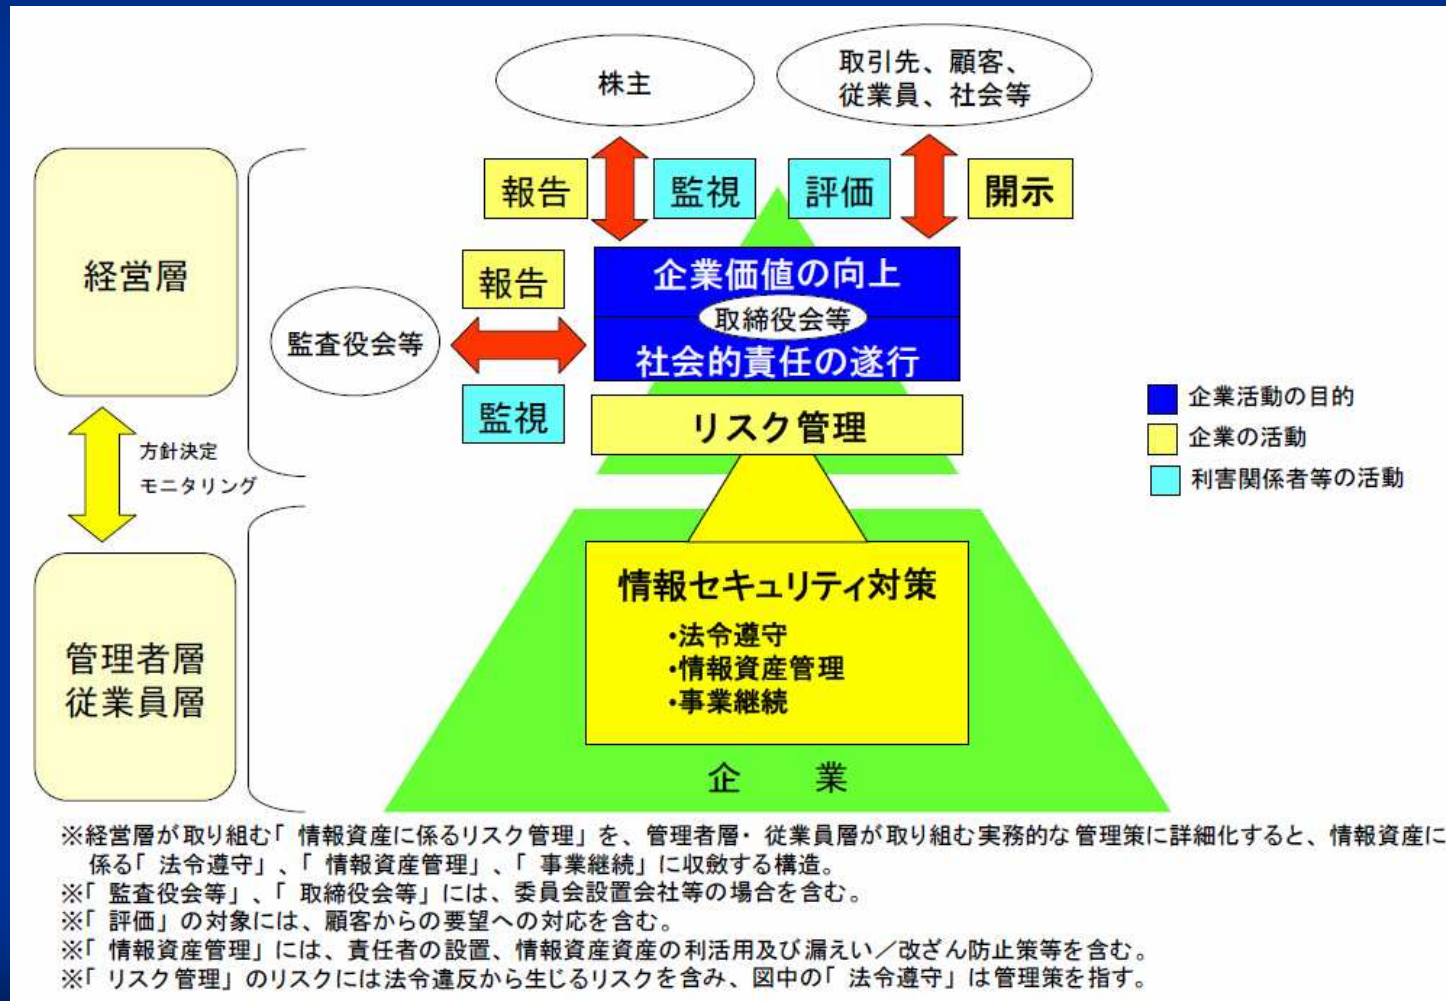 株主
取引先、顧客、
従業員、社会等
報告
監視
評価
開示
経営層
企業価値の向上
報告
取締役会等
監査役会等
社会的責任の遂行
監視
リスク管理
企業活動の目的
企業の活動
利害関係者等の活動
方針決定
モニタリング
情報セキュリティ対策
・法令遵守
・情報資産管理
・事業継続
管理者層
従業員層
企 業
※経営層が取り組む「 情報資産に係るリスク管理」を、管理者層・ 従業員層が取り組む実務的な管理策に詳細化すると、情報資産に
係る「 法令遵守」、「 情報資産管理」、「 事業継続」に収斂する構造。
※「 監査役会等」、「 取締役会等」には、委員会設置会社等の場合を含む。
※「 評価」の対象には、顧客からの要望への対応を含む。
※「 情報資産管理」には、責任者の設置、情報資産資産の利活用及び漏えい／改ざん防止策等を含む。
※「 リスク管理」のリスクには法令違反から生じるリスクを含み、図中の「 法令遵守」は管理策を指す。